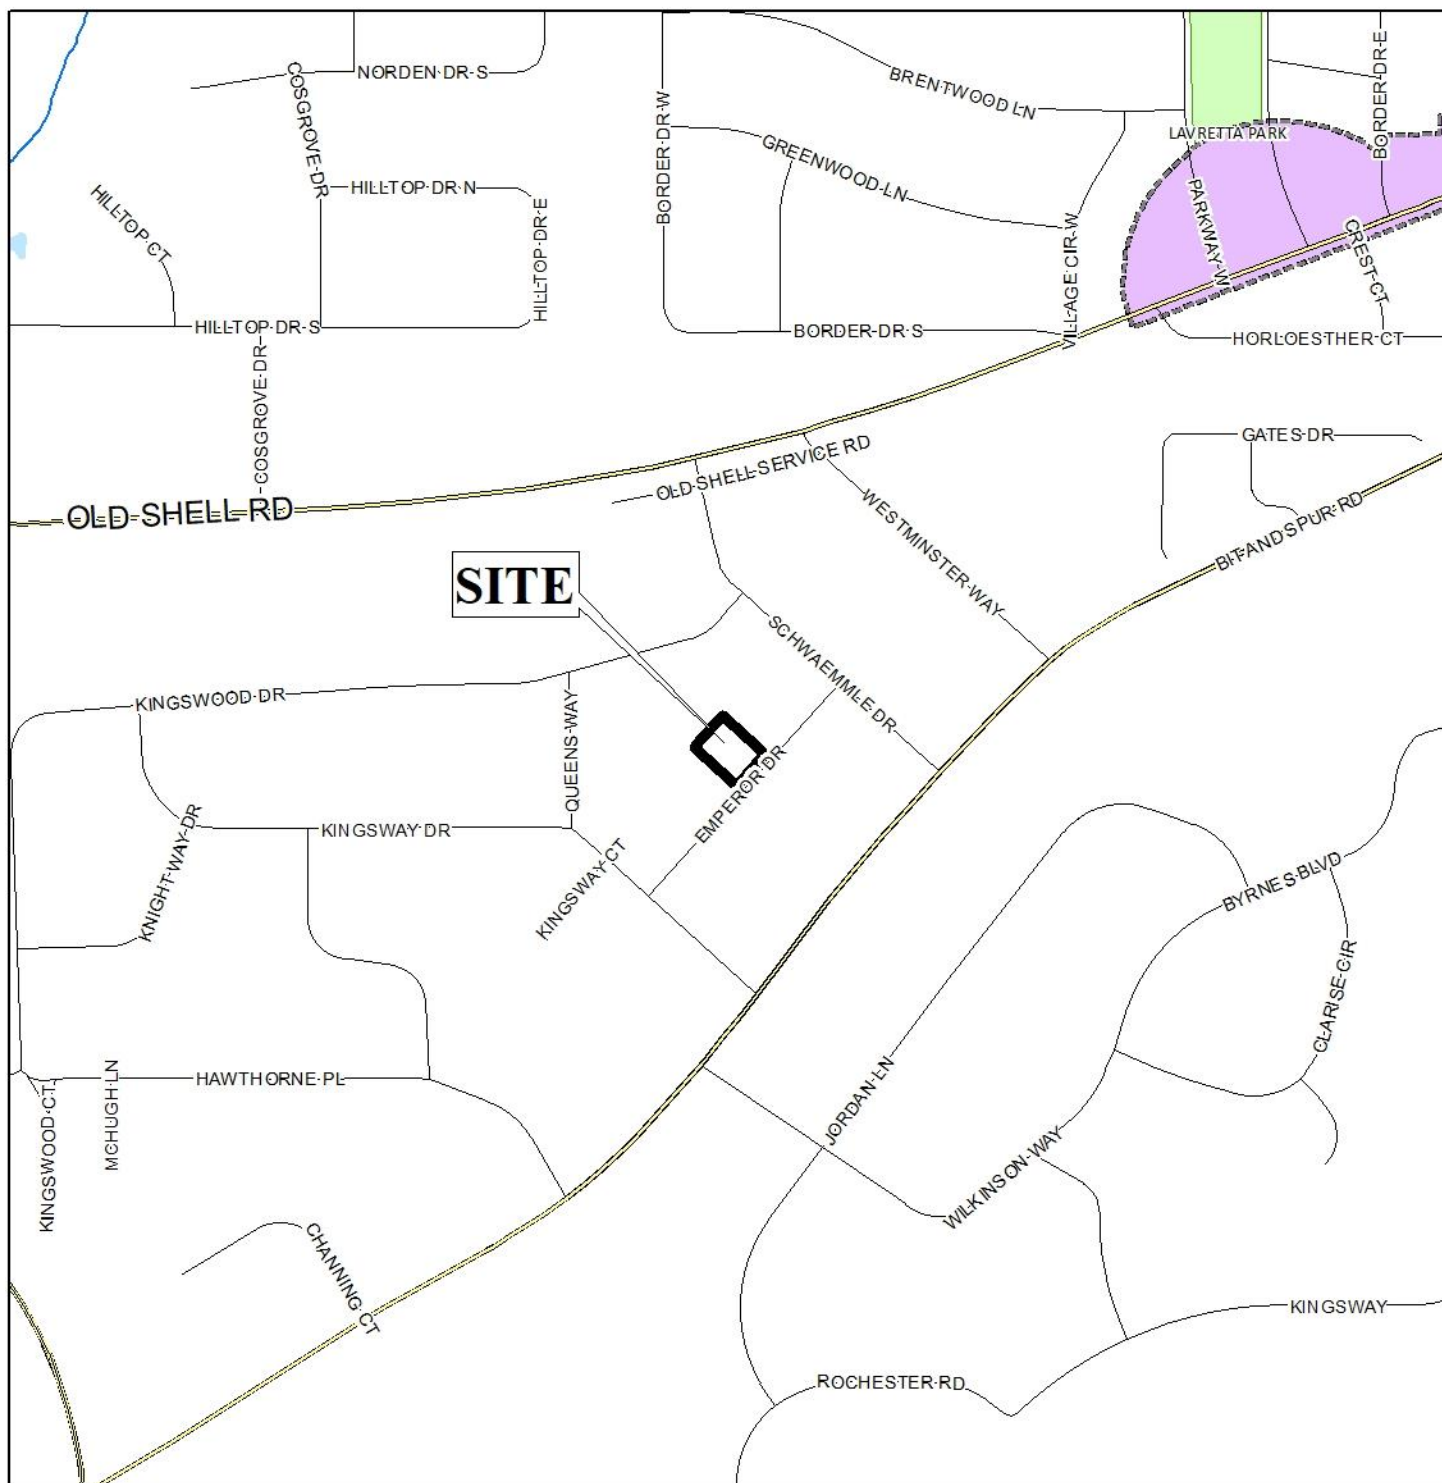 NORDEN DR S
COSGROVE DR
BORDER DR W
BRENTWOOD LN
BORDER DR E
LAVRETTA PARK
GREENWOOD LN
HILLTOP DR N
HILLTOP CT
HILLTOP DR E
PARKWAY W
VILLAGE CIR W
CREST CT
HILLTOP DR S
BORDER DR S
HORLOESTHER CT
COSGROVE DR
GATES DR
OLD SHELL SERVICE RD
OLD SHELL RD
WESTMINSTER WAY
BIT AND SPUR RD
SITE
SCHWAEMMLE DR
KINGSWOOD DR
QUEENS WAY
EMPEROR DR
KNIGHT WAY DR
KINGSWAY DR
KINGSWAY CT
BYRNES BLVD
CLARISE CIR
JORDAN LN
KINGSWOOD CT
MCHUGH LN
HAWTHORNE PL
WILKINSON WAY
CHANNING CT
KINGSWAY
ROCHESTER RD